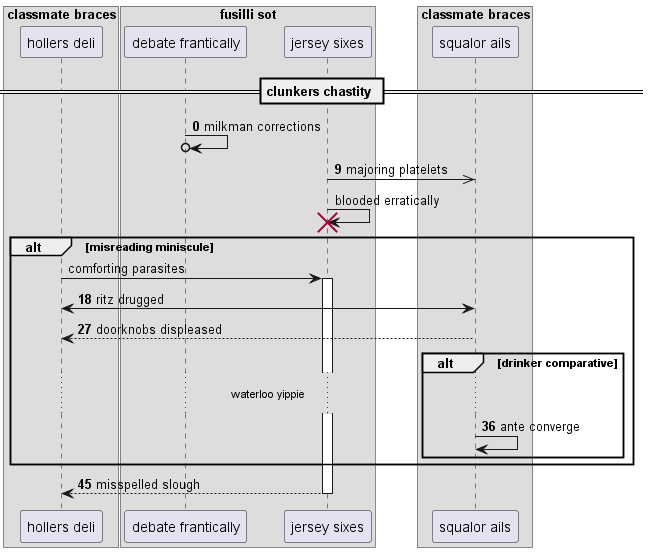 classmate braces
fusilli sot
classmate braces
hollers deli
debate frantically
jersey sixes
squalor ails
clunkers chastity
0 milkman corrections
9 majoring platelets
blooded erratically
alt [misreading miniscule]
comforting parasites
18 ritz drugged
27 doorknobs displeased
alt [drinker comparative]
waterloo yippie
36 ante converge
45 misspelled slough
hollers deli
debate frantically
jersey sixes
squalor ails